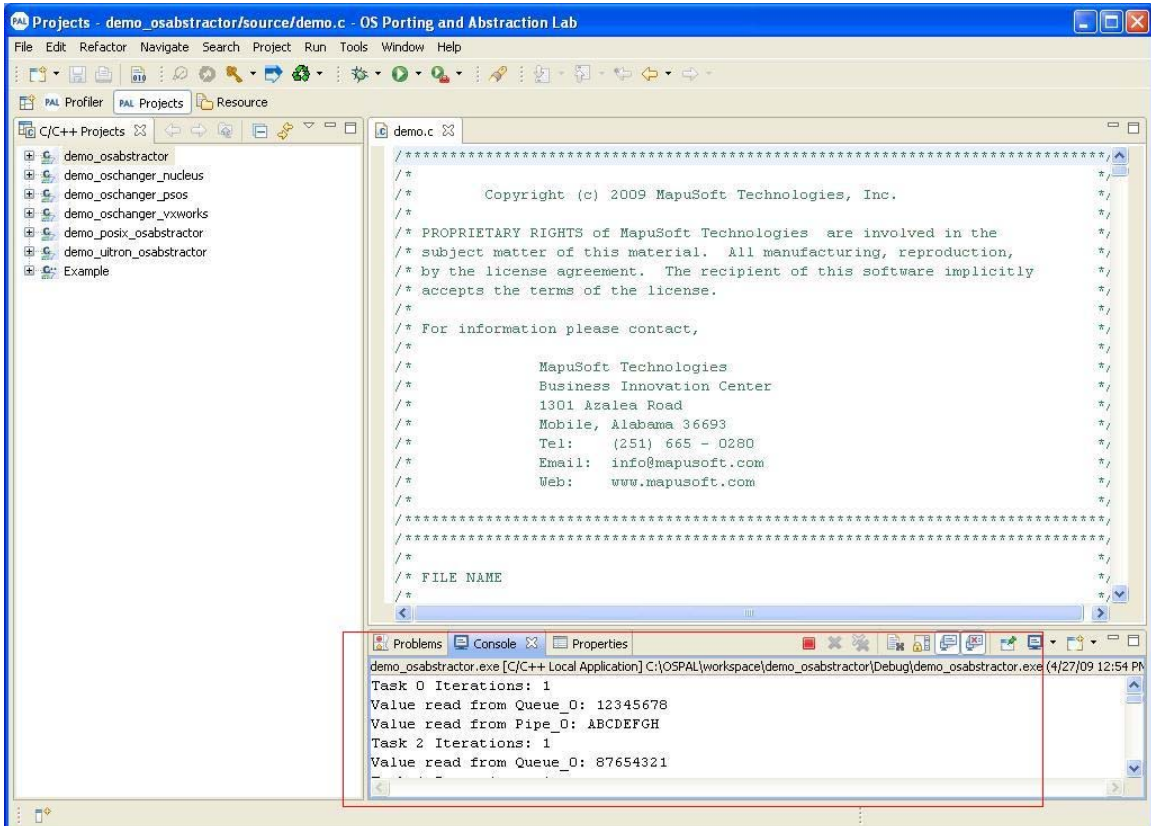 Projects - demo_osabstractor/source/demo.c - OS Porting and Abstraction Lab
File Edit Refactor Navigate Search Project Run Tools Window Help
PAL Profiler PAL Projects Resource
C/C++ Projects
demo_osabstractor
demo_oschanger_nucleus
demo_oschanger_psos
demo_oschanger_vxworks
demo_posix_osabstractor
demo_uitron_osabstractor
Example
demo.c
/******************************************************************************/
/* */
/* Copyright (c) 2009 MapuSoft Technologies, Inc. */
/* */
/* PROPRIETARY RIGHTS of MapuSoft Technologies are involved in the */
/* subject matter of this material. All manufacturing, reproduction, */
/* by the license agreement. The recipient of this software implicitly */
/* accepts the terms of the license. */
/* */
/* For information please contact, */
/* */
/* MapuSoft Technologies */
/* Business Innovation Center */
/* 1301 Azalea Road */
/* Mobile, Alabama 36693 */
/* Tel: (251) 665 - 0280 */
/* Email: info@mapusoft.com */
/* Web: www.mapusoft.com */
/* */
/******************************************************************************/
/******************************************************************************/
/* */
/* FILE NAME */
/* */
Problems Console Properties
demo_osabstractor.exe [C/C++ Local Application] C:\OSPAL\workspace\demo_osabstractor\Debug\demo_osabstractor.exe (4/27/09 12:54 PM
Task 0 Iterations: 1
Value read from Queue_0: 12345678
Value read from Pipe_0: ABCDEFGH
Task 2 Iterations: 1
Value read from Queue_0: 87654321